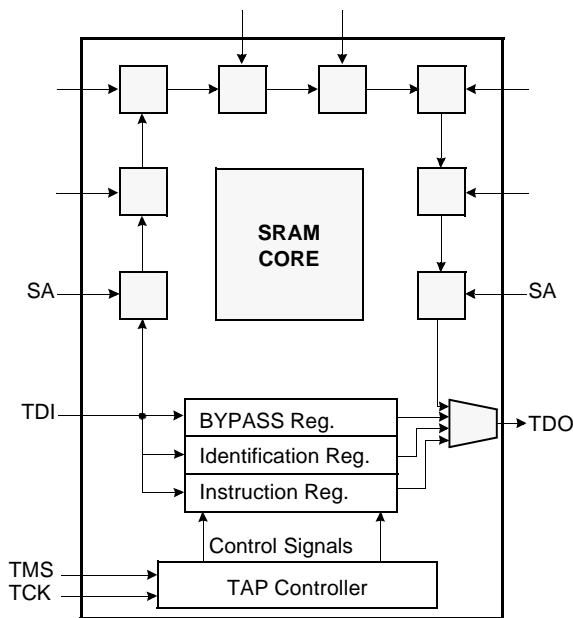 SRAM
CORE
SA
SA
TDI
BYPASS Reg.
TDO
Identification Reg.
Instruction Reg.
Control Signals
TMS
TCK
TAP Controller